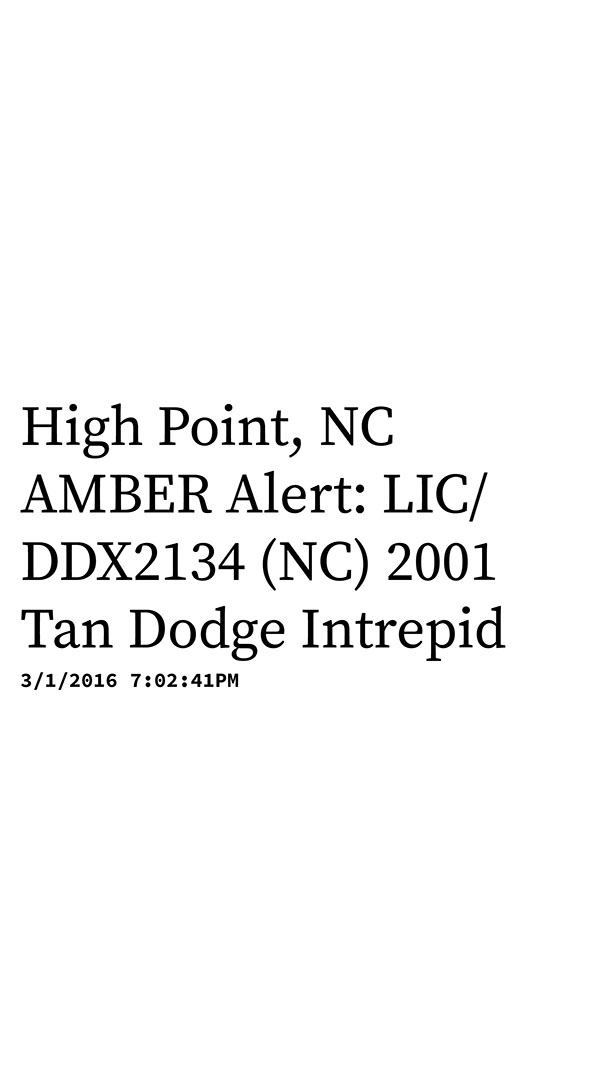 High Point, NC
AMBER Alert: LIC/
DDX2134 (NC) 2001
Tan Dodge Intrepid
3/1/2016 7:02:41PM